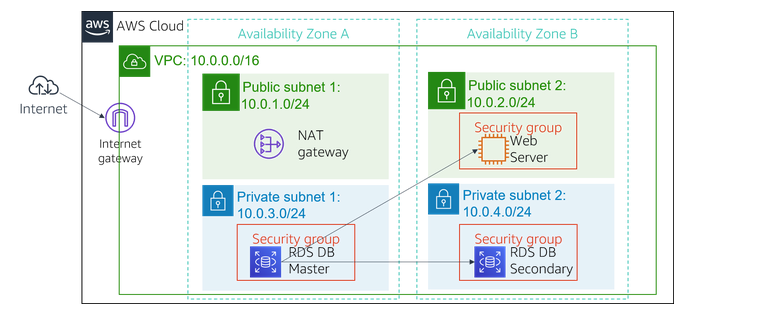 aws
AWS Cloud
Availability Zone A
Availability Zone B
VPC: 10.0.0.0/16
Internet
Internet
gateway
Public subnet 1:
10.0.1.0/24
NAT
gateway
Public subnet 2:
10.0.2.0/24
Security group
Web
Server
Private subnet 1:
10.0.3.0/24
Security group
RDS DB
Master
Private subnet 2:
10.0.4.0/24
Security group
RDS DB
Secondary